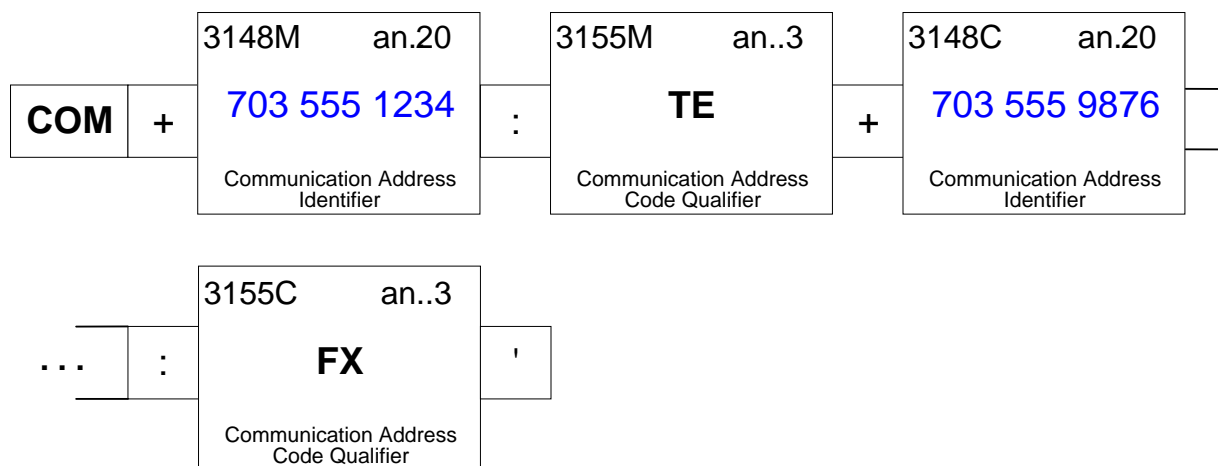 3148M an.20
703 555 1234
Communication Address
Identifier
3155M an..3
TE
Communication Address
Code Qualifier
3148C an.20
703 555 9876
Communication Address
Identifier
COM + : +
3155C an..3
FX
Communication Address
Code Qualifier
... : '